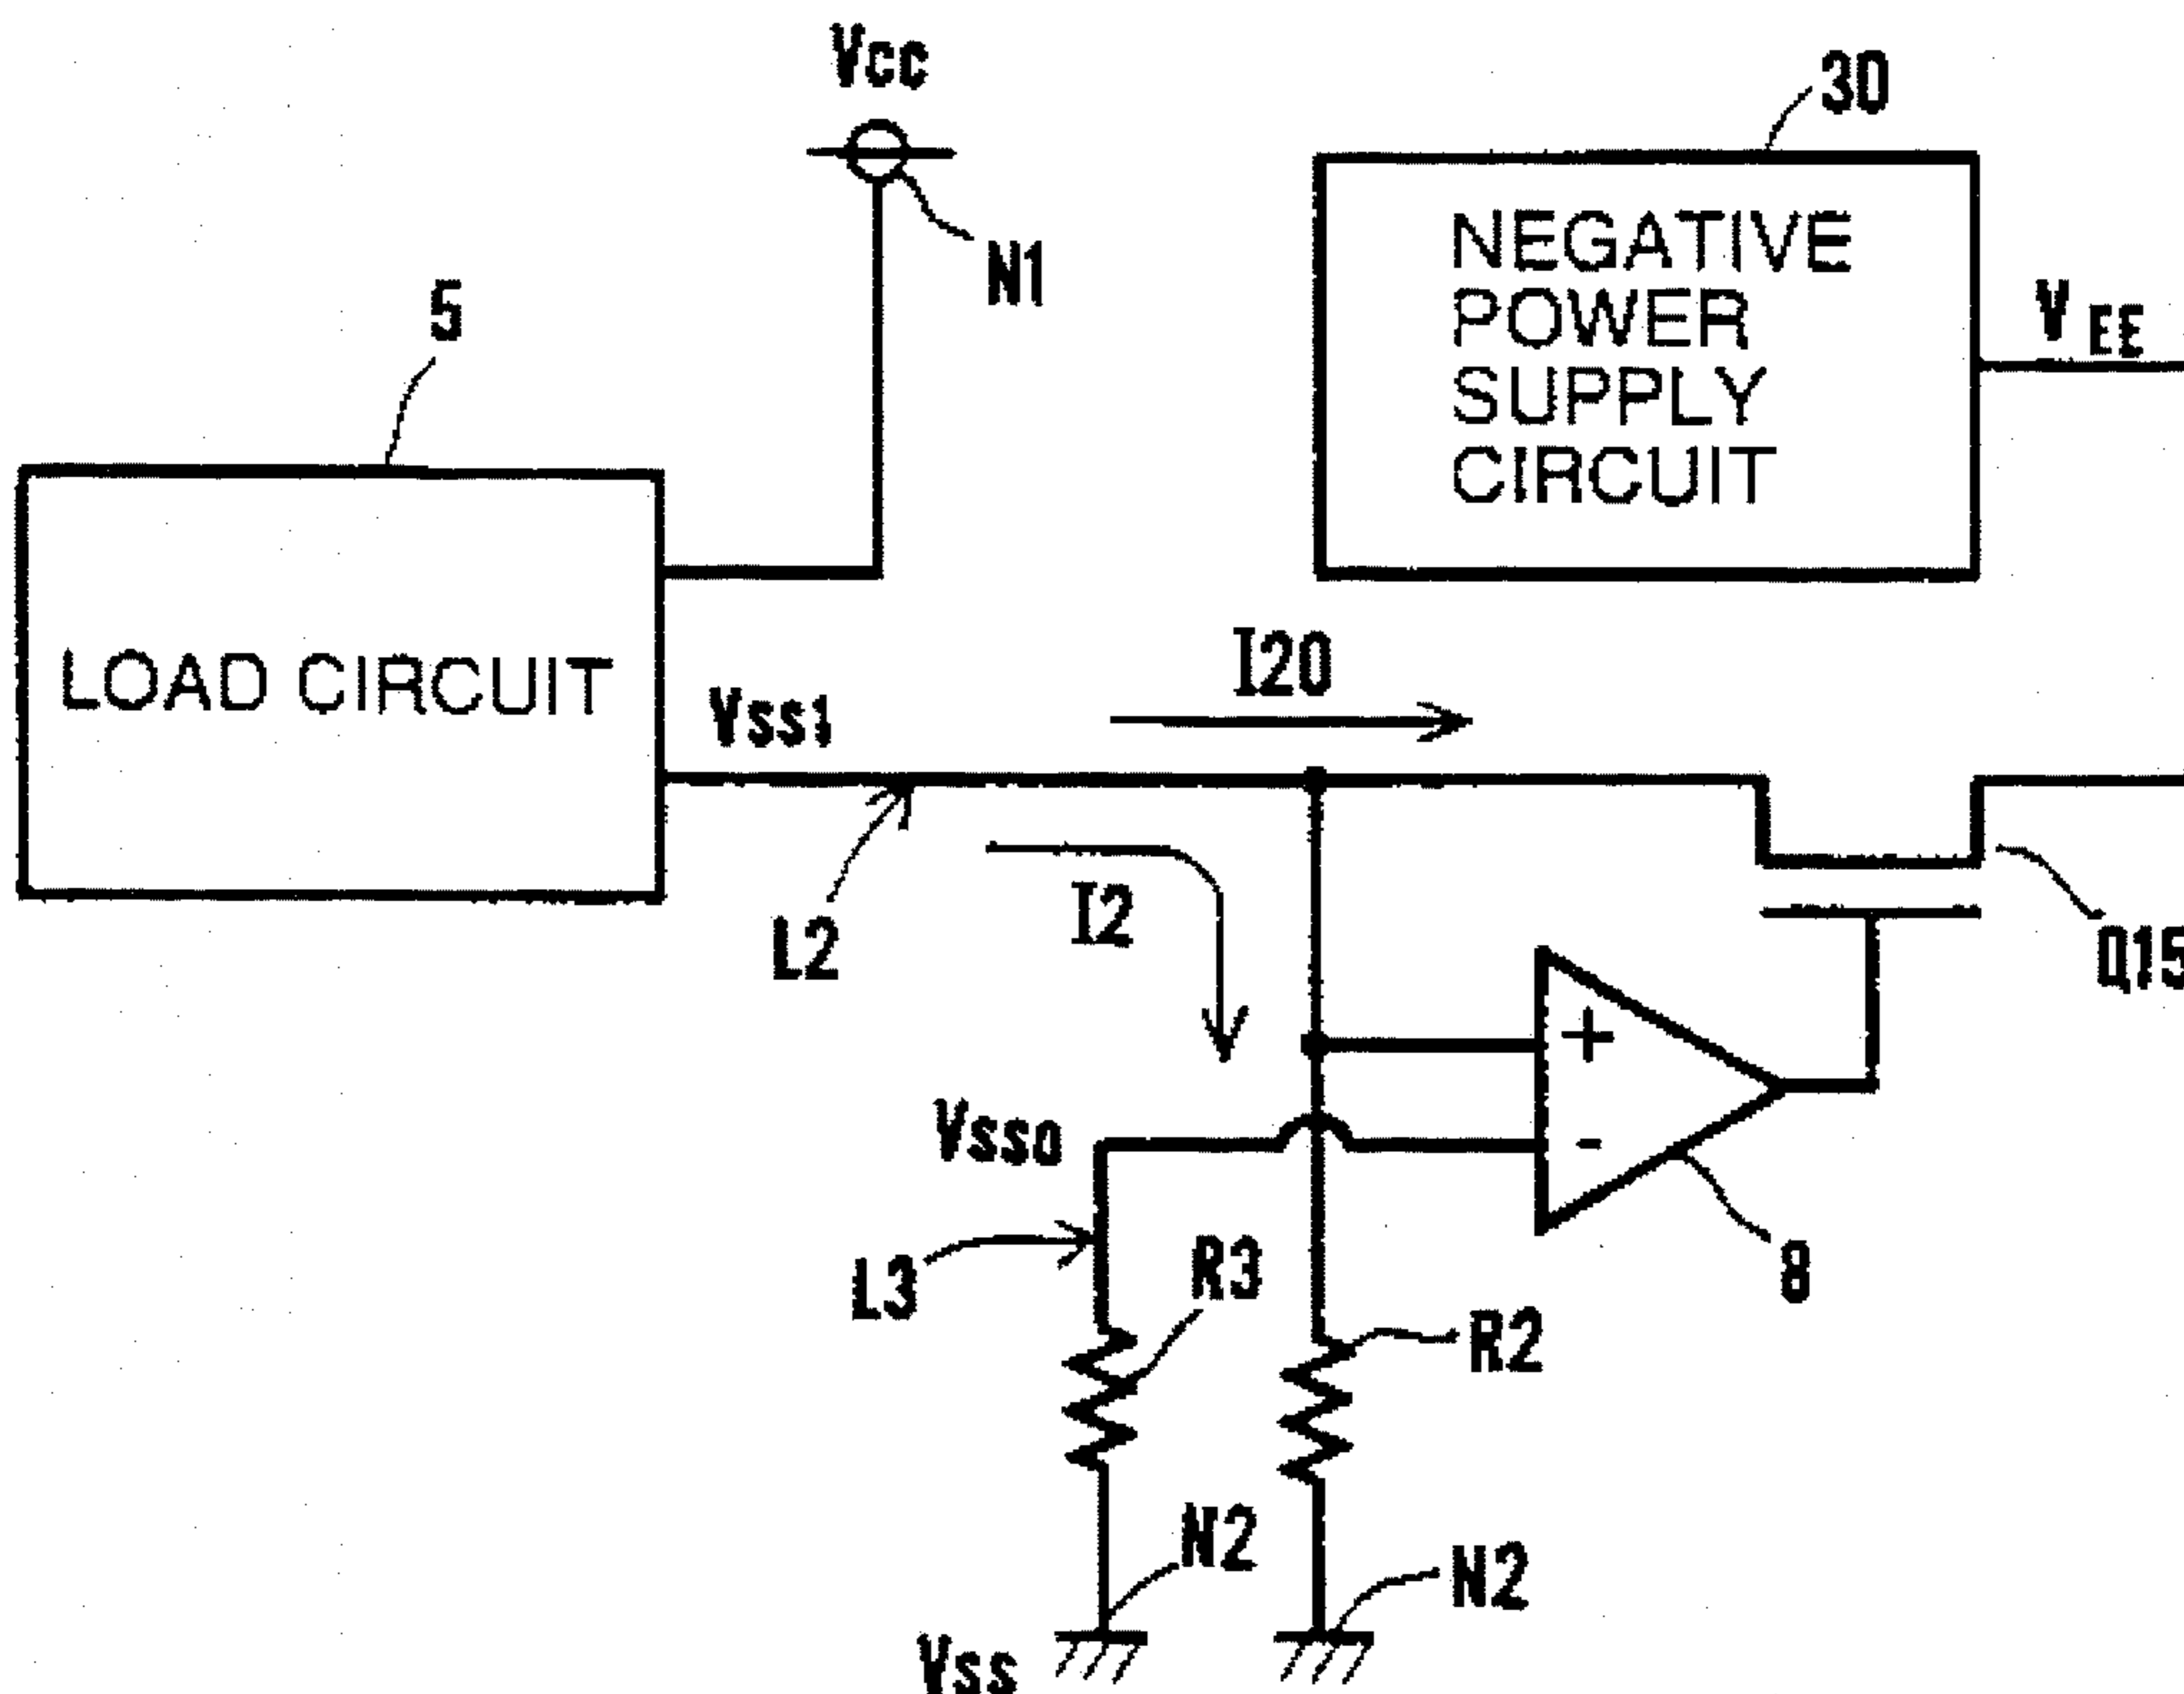 Vcc
30
N1
NEGATIVE
POWER
SUPPLY
CIRCUIT
VEE
5
LOAD CIRCUIT
I20
Vss1
L2
I2
Q15
+
-
Vsso
L3
R3
8
R2
N2
N2
Vss